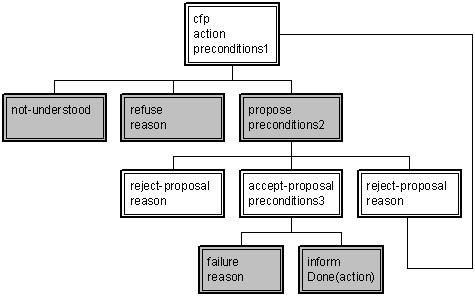 cfp
action
preconditions1
not-understood
refuse
reason
propose
preconditions2
reject-proposal
reason
accept-proposal
preconditions3
reject-proposal
reason
failure
reason
inform
Done(action)